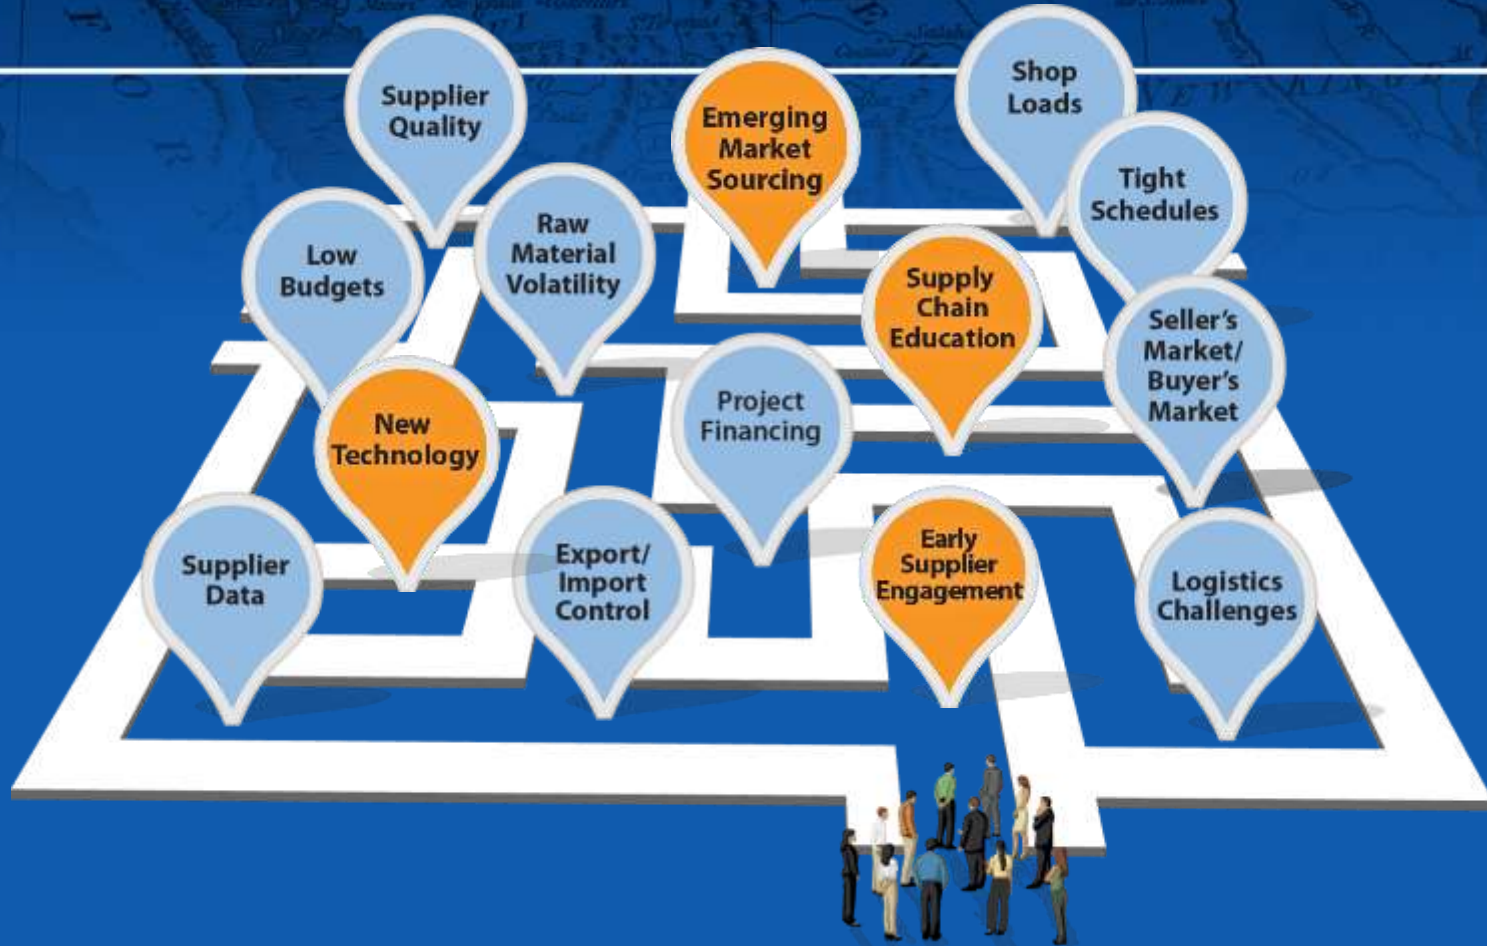 Supplier
Quality
Emerging
Market
Sourcing
Shop
Loads
Tight
Schedules
Low
Budgets
Raw
Material
Volatility
Supply
Chain
Education
Seller's
Market/
Buyer's
Market
New
Technology
Project
Financing
Supplier
Data
Export/
Import
Control
Early
Supplier
Engagement
Logistics
Challenges